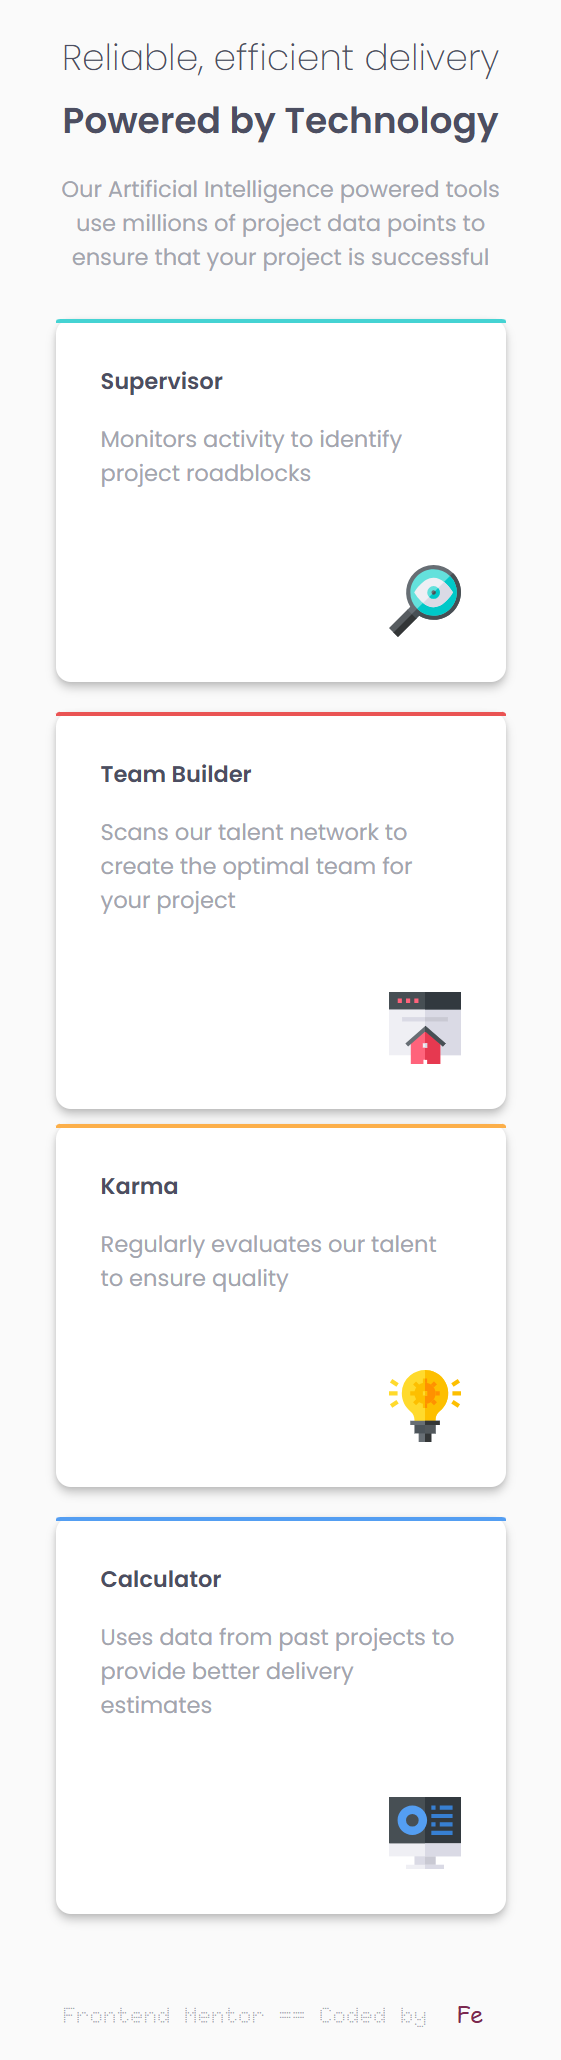 Reliable, efficient delivery
Powered by Technology
Our Artificial Intelligence powered tools
use millions of project data points to
ensure that your project is successful
Supervisor
Monitors activity to identify
project roadblocks
Team Builder
Scans our talent network to
create the optimal team for
your project
Karma
Regularly evaluates our talent
to ensure quality
Calculator
Uses data from past projects to
provide better delivery
estimates
Frontend Mentor == Coded by Fe